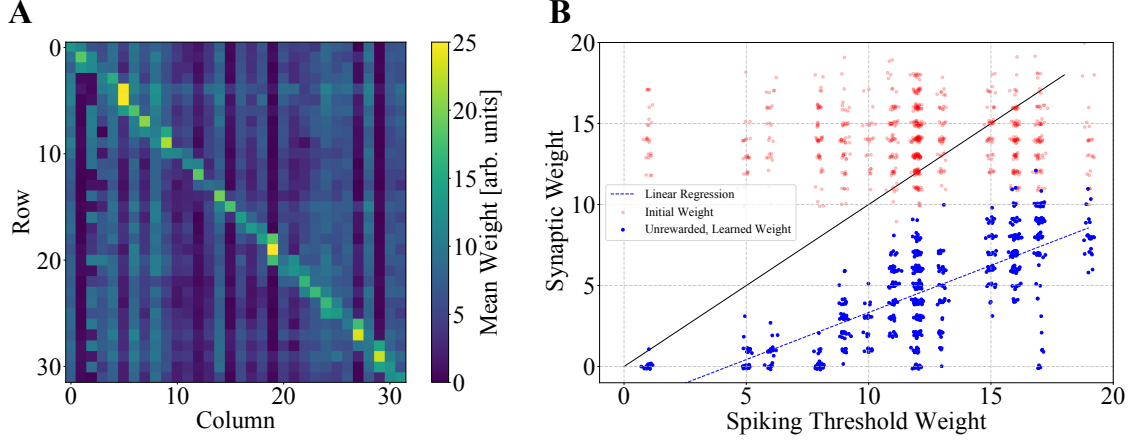 A
0
10
20
30
Row
0
10
20
30
Column
25
20
15
10
5
0
Mean Weight [arb. units]
B
20
15
10
5
0
Synaptic Weight
Linear Regression
Initial Weight
Unrewarded, Learned Weight
0
5
10
15
20
Spiking Threshold Weight